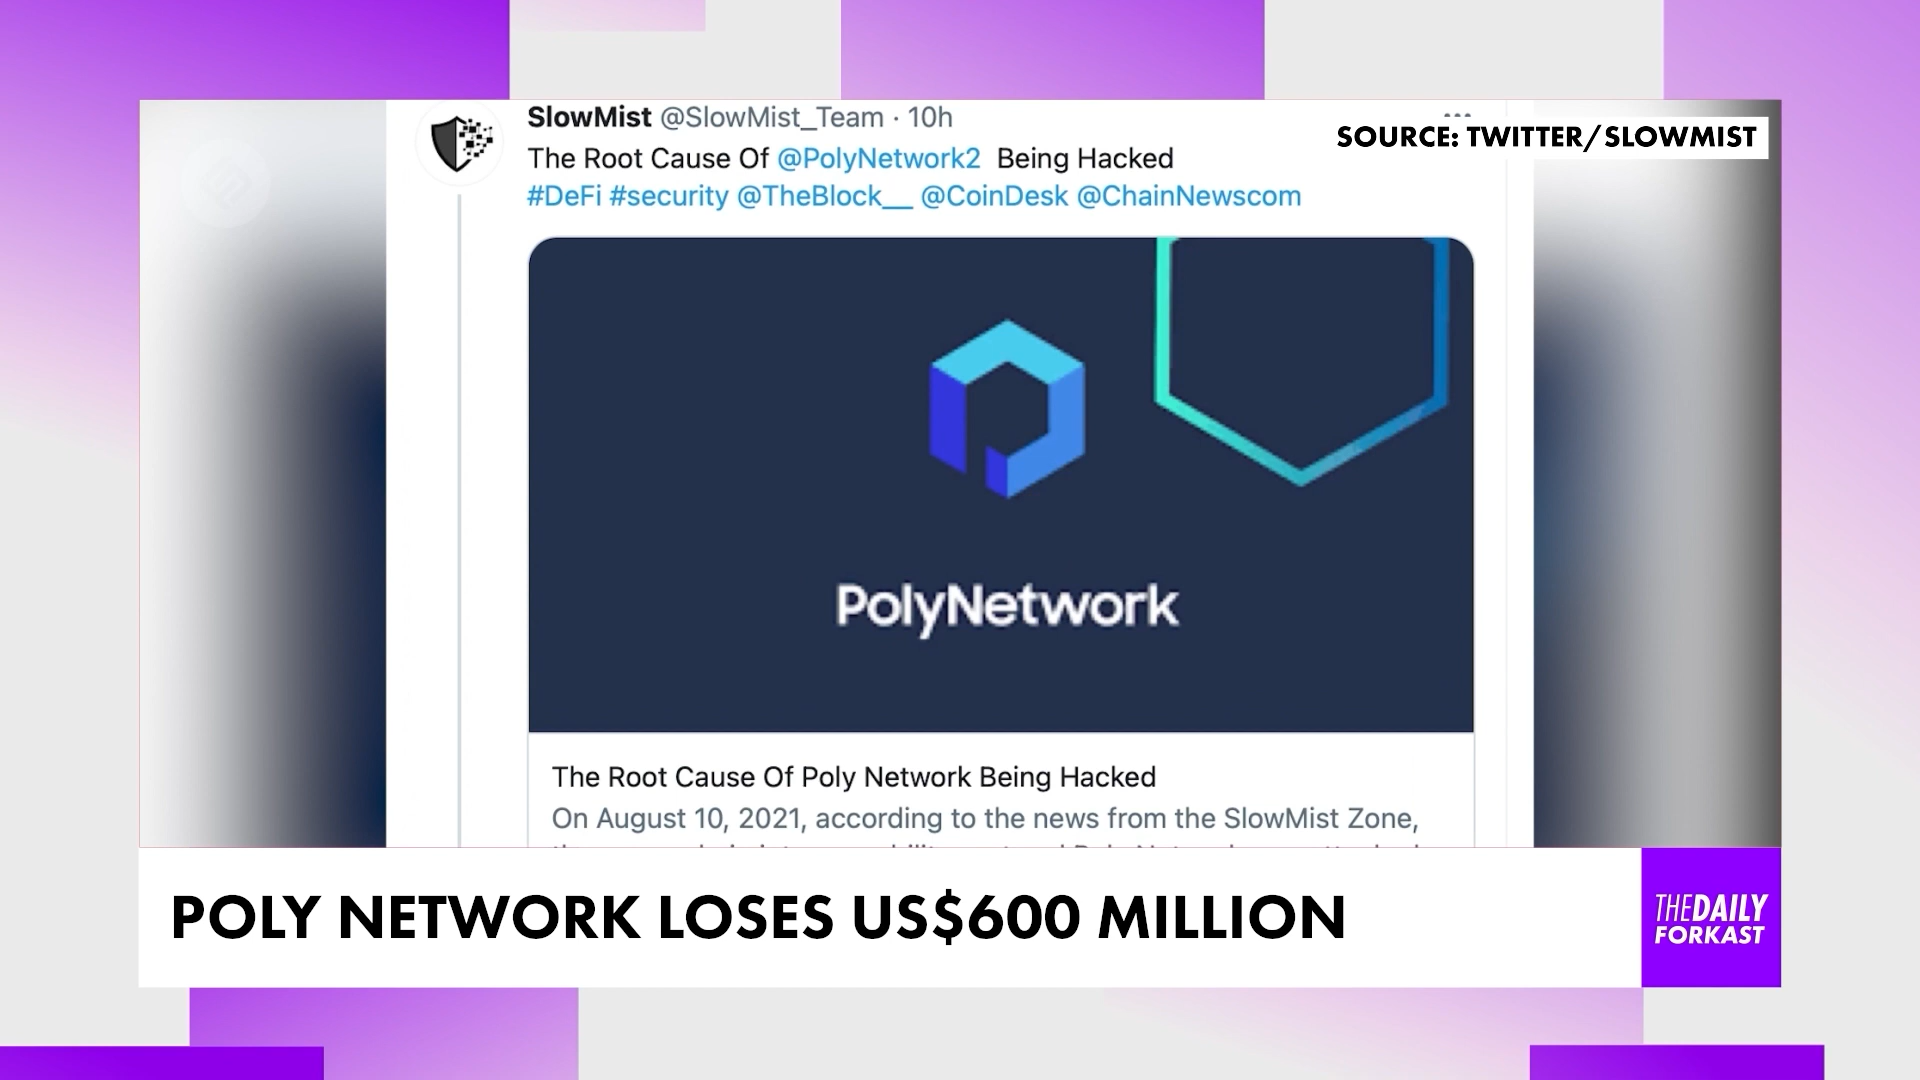 SlowMist @SlowMist_Team · 10h
SOURCE: TWITTER/SLOWMIST
The Root Cause Of @PolyNetwork2 Being Hacked
#DeFi #security @TheBlock__ @CoinDesk @ChainNewscom
PolyNetwork
The Root Cause Of Poly Network Being Hacked
On August 10, 2021, according to the news from the SlowMist Zone,
POLY NETWORK LOSES US$600 MILLION
THE DAILY
FORKAST